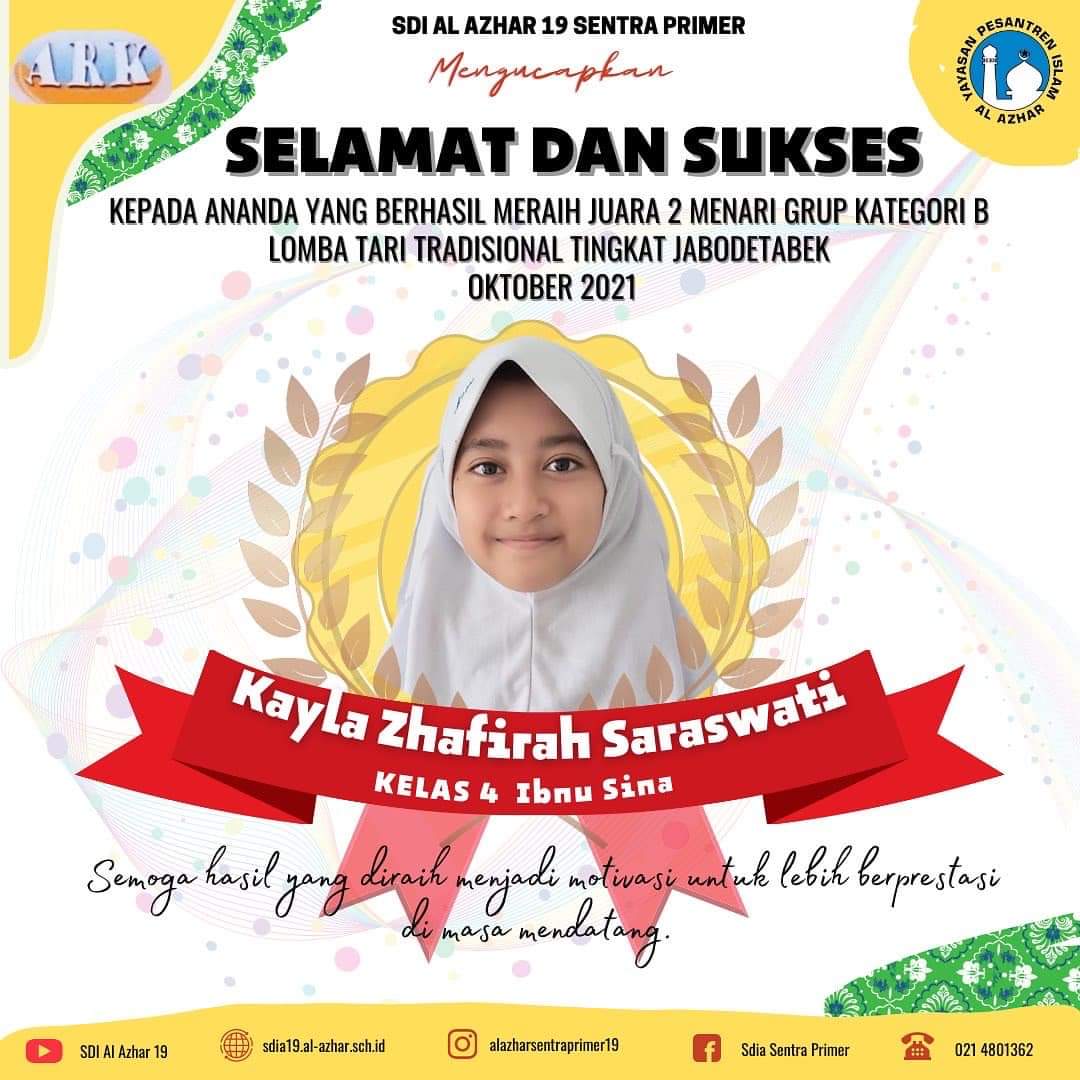 ARK
SDI AL AZHAR 19 SENTRA PRIMER
Mengucapkan
YAYASAN PESANTREN ISLAM
AL AZHAR
SELAMAT DAN SUKSES
KEPADA ANANDA YANG BERHASIL MERAIH JUARA 2 MENARI GRUP KATEGORI B
LOMBA TARI TRADISIONAL TINGKAT JABODETABEK
OKTOBER 2021
Kayla Zhafirah Saraswati
KELAS 4 Ibnu Sina
Semoga hasil yang diraih menjadi motivasi untuk lebih berprestasi
di masa mendatang.
SDI Al Azhar 19
sdia19.al-azhar.sch.id
alazharsentraprimer19
Sdia Sentra Primer
021 4801362